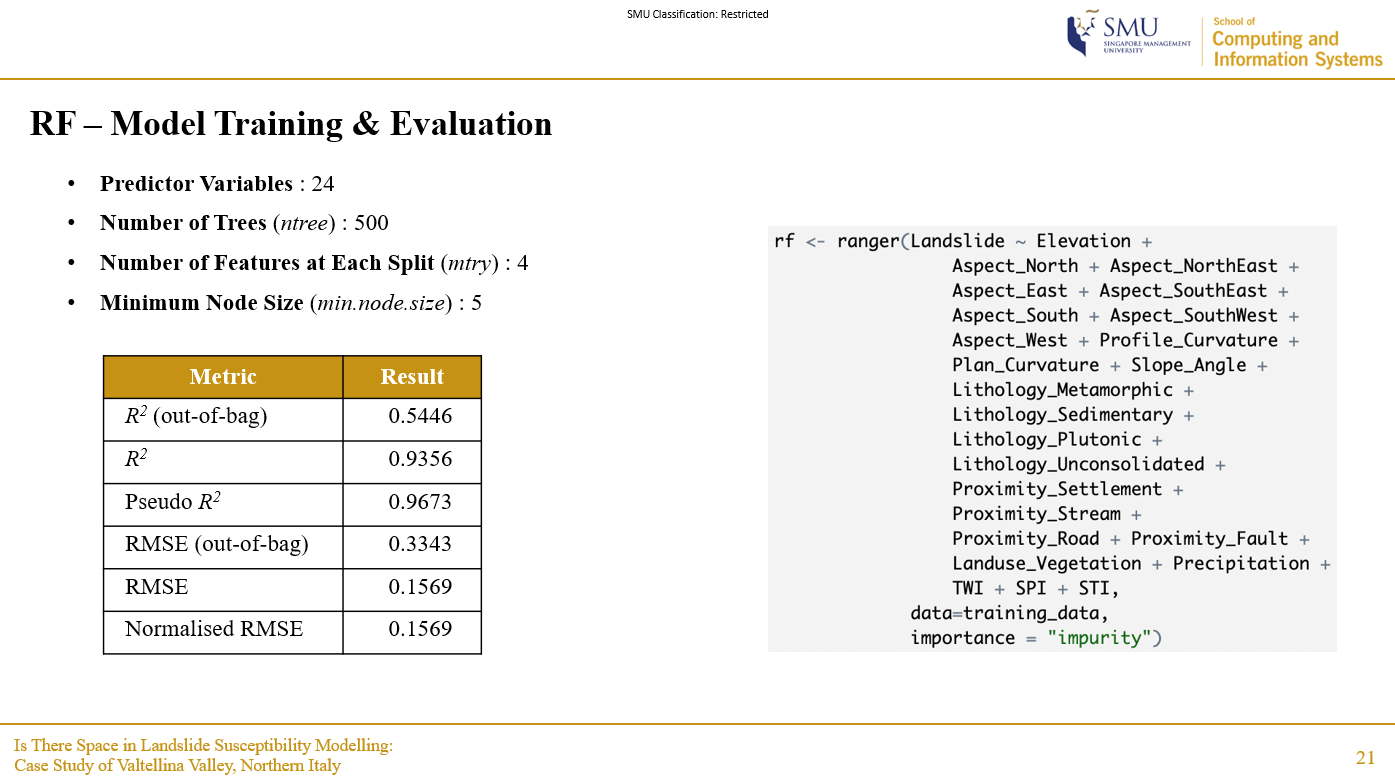 SMU Classification: Restricted
SMU
SINGAPORE MANAGEMENT
UNIVERSITY
School of
Computing and
Information Systems
RF – Model Training & Evaluation
• Predictor Variables : 24
• Number of Trees (ntree) : 500
• Number of Features at Each Split (mtry) : 4
• Minimum Node Size (min.node.size) : 5
Metric Result
R² (out-of-bag) 0.5446
R² 0.9356
Pseudo R² 0.9673
RMSE (out-of-bag) 0.3343
RMSE 0.1569
Normalised RMSE 0.1569
rf <- ranger(Landslide ~ Elevation +
Aspect_North + Aspect_NorthEast +
Aspect_East + Aspect_SouthEast +
Aspect_South + Aspect_SouthWest +
Aspect_West + Profile_Curvature +
Plan_Curvature + Slope_Angle +
Lithology_Metamorphic +
Lithology_Sedimentary +
Lithology_Plutonic +
Lithology_Unconsolidated +
Proximity_Settlement +
Proximity_Stream +
Proximity_Road + Proximity_Fault +
Landuse_Vegetation + Precipitation +
TWI + SPI + STI,
data=training_data,
importance = "impurity")
Is There Space in Landslide Susceptibility Modelling:
Case Study of Valtellina Valley, Northern Italy
21